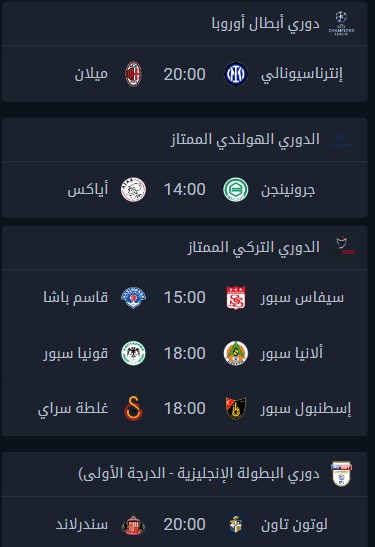 دوري أبطال أوروبا
إنترناسيونالي 20:00 ميلان
الدوري الهولندي الممتاز
جرونينجن 14:00 أياكس
الدوري التركي الممتاز
سيفاس سبور 15:00 قاسم باشا
ألانيا سبور 18:00 قونيا سبور
إسطنبول سبور 18:00 غلطة سراي
دوري البطولة الإنجليزية - الدرجة الأولى)
لوتون تاون 20:00 سندرلاند